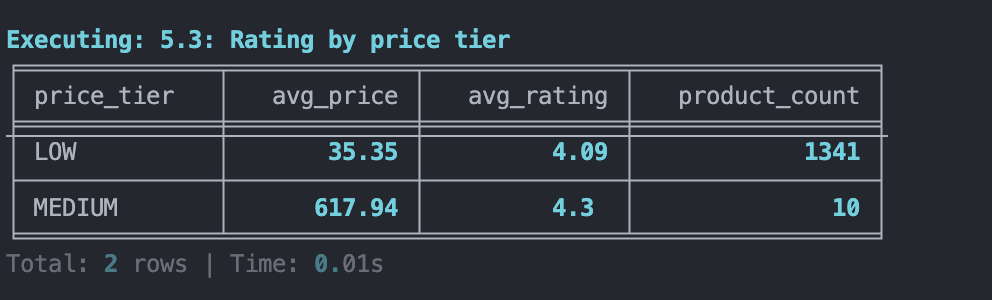 Executing: 5.3: Rating by price tier
price_tier avg_price avg_rating product_count
LOW 35.35 4.09 1341
MEDIUM 617.94 4.3 10
Total: 2 rows | Time: 0.01s